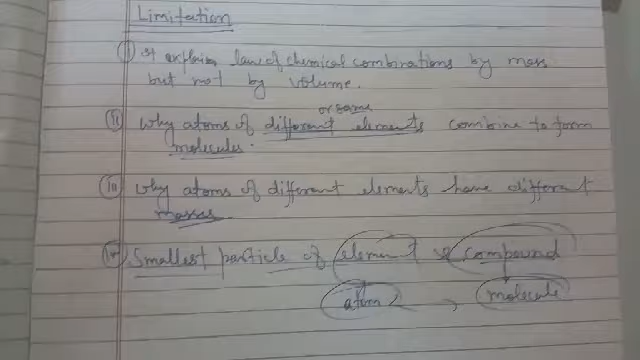 Limitation
(i) It explain law of chemical combinations by mass
but not by volume.
or same
(ii) Why atoms of different elements combine to form
molecules.
(iii) Why atoms of different elements have different
masses
(iv) Smallest particle of element & compound
atom , molecule